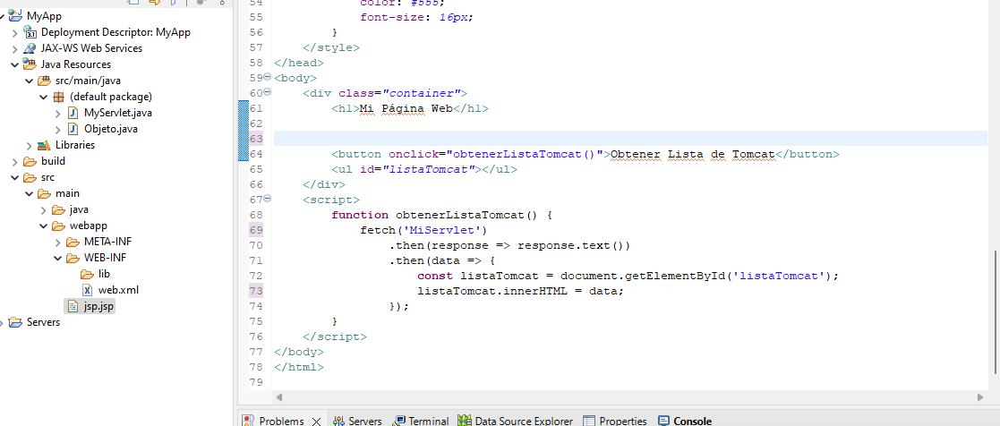 MyApp
Deployment Descriptor: MyApp
JAX-WS Web Services
Java Resources
src/main/java
(default package)
MyServlet.java
Objeto.java
Libraries
build
src
main
java
webapp
META-INF
WEB-INF
lib
web.xml
jsp.jsp
Servers
54 color: #555;
55 font-size: 16px;
56 }
57 </style>
58 </head>
59 <body>
60 <div class="container">
61 <h1>Mi Página Web</h1>
62
63
64 <button onclick="obtenerListaTomcat()">Obtener Lista de Tomcat</button>
65 <ul id="listaTomcat"></ul>
66 </div>
67 <script>
68 function obtenerListaTomcat() {
69 fetch('MiServlet')
70 .then(response => response.text())
71 .then(data => {
72 const listaTomcat = document.getElementById('listaTomcat');
73 listaTomcat.innerHTML = data;
74 });
75 }
76 </script>
77 </body>
78 </html>
79
Problems Servers Terminal Data Source Explorer Properties Console